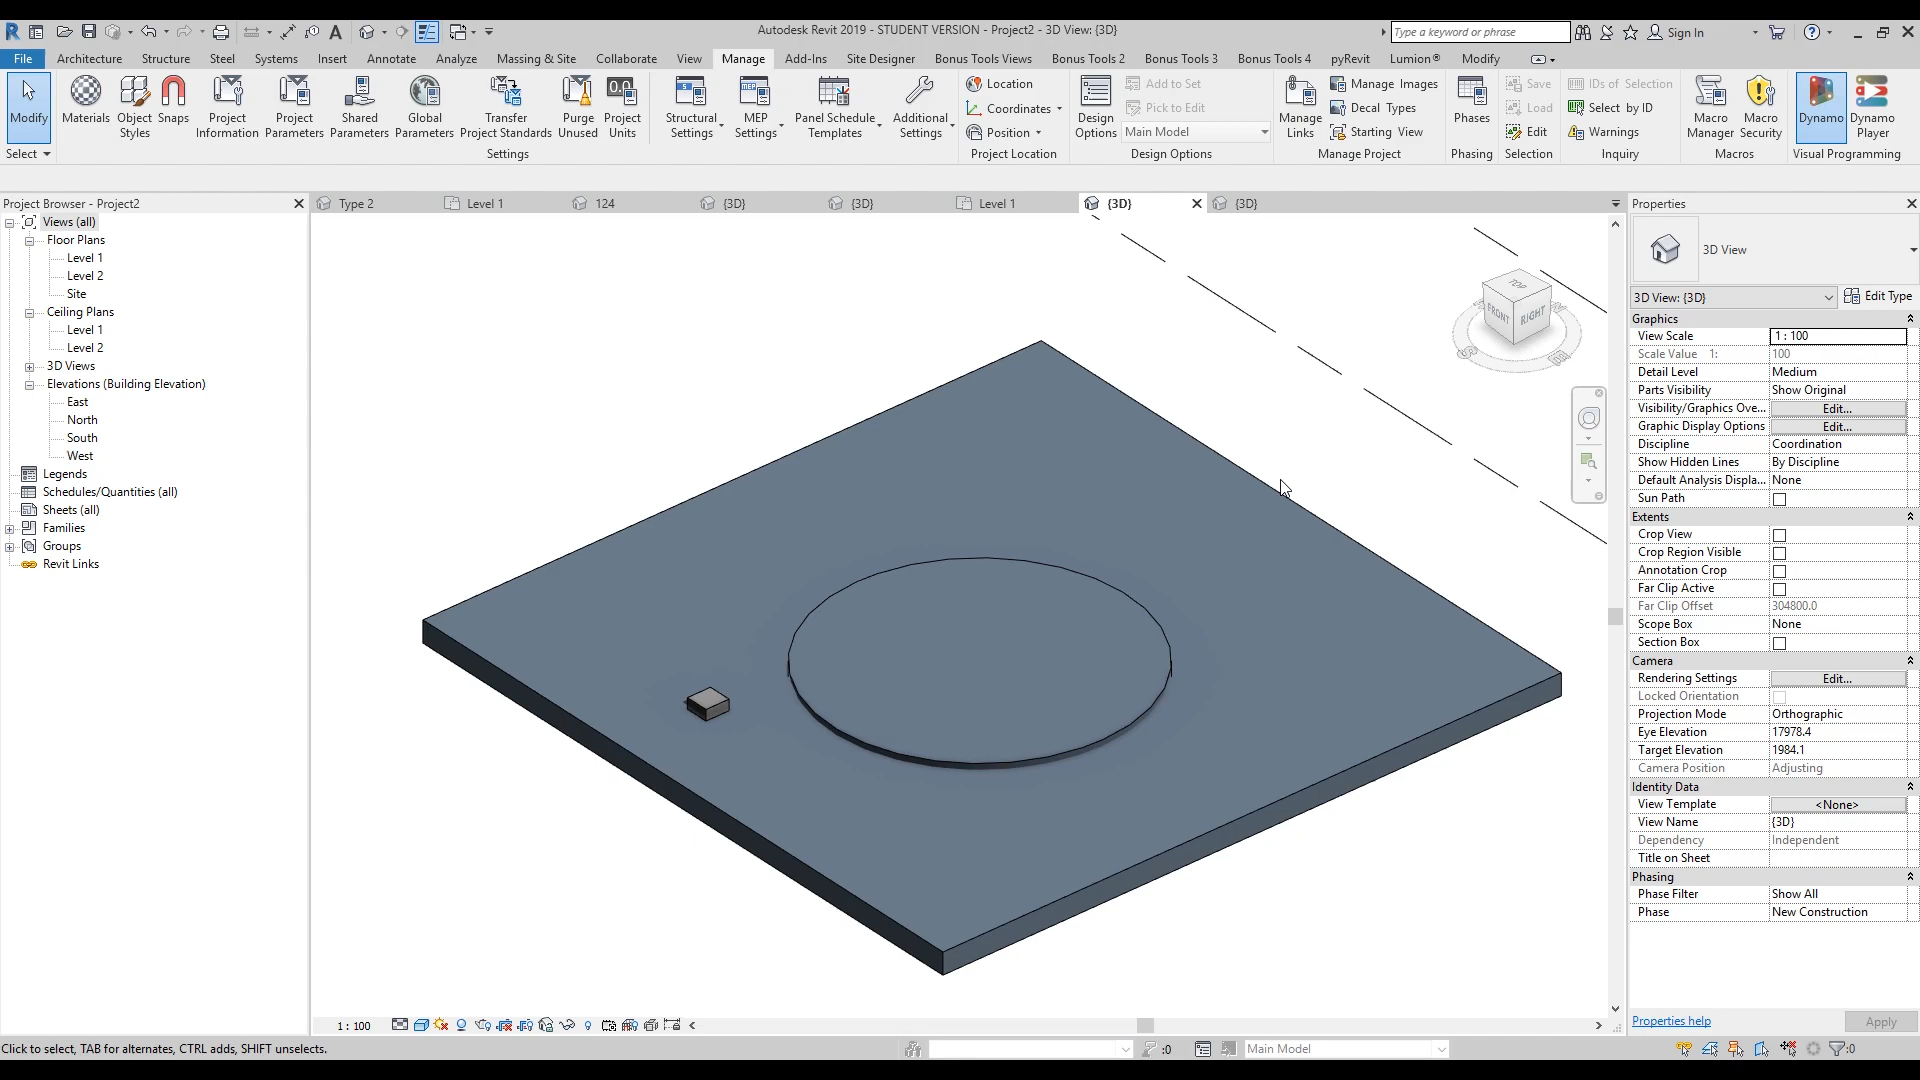 Autodesk Revit 2019 - STUDENT VERSION - Project2 - 3D View: {3D}
Type a keyword or phrase
Sign In
File Architecture Structure Steel Systems Insert Annotate Analyze Massing & Site Collaborate View Manage Add-Ins Site Designer Bonus Tools Views Bonus Tools 2 Bonus Tools 3 Bonus Tools 4 pyRevit Lumion® Modify
Modify
Materials
Object
Styles
Snaps
Project
Information
Project
Parameters
Shared
Parameters
Global
Parameters
Transfer
Project Standards
Purge
Unused
Project
Units
Structural
Settings
MEP
Settings
Panel Schedule
Templates
Additional
Settings
Location
Coordinates
Position
Design
Options
Add to Set
Pick to Edit
Main Model
Manage
Links
Manage Images
Decal Types
Starting View
Phases
Save
Load
Edit
IDs of Selection
Select by ID
Warnings
Macro
Manager
Macro
Security
Dynamo
Dynamo
Player
Select
Settings
Project Location
Design Options
Manage Project
Phasing
Selection
Inquiry
Macros
Visual Programming
Project Browser - Project2
Views (all)
Floor Plans
Level 1
Level 2
Site
Ceiling Plans
Level 1
Level 2
3D Views
Elevations (Building Elevation)
East
North
South
West
Legends
Schedules/Quantities (all)
Sheets (all)
Families
Groups
Revit Links
Type 2
Level 1
124
{3D}
{3D}
Level 1
{3D}
{3D}
TOP
FRONT
RIGHT
Properties
3D View
3D View: {3D}
Edit Type
Graphics
View Scale 1 : 100
Scale Value 1: 100
Detail Level Medium
Parts Visibility Show Original
Visibility/Graphics Ove... Edit...
Graphic Display Options Edit...
Discipline Coordination
Show Hidden Lines By Discipline
Default Analysis Displa... None
Sun Path
Extents
Crop View
Crop Region Visible
Annotation Crop
Far Clip Active
Far Clip Offset 304800.0
Scope Box None
Section Box
Camera
Rendering Settings Edit...
Locked Orientation
Projection Mode Orthographic
Eye Elevation 17978.4
Target Elevation 1984.1
Camera Position Adjusting
Identity Data
View Template <None>
View Name {3D}
Dependency Independent
Title on Sheet
Phasing
Phase Filter Show All
Phase New Construction
Properties help
Apply
1 : 100
Click to select, TAB for alternates, CTRL adds, SHIFT unselects.
:0
Main Model
:0